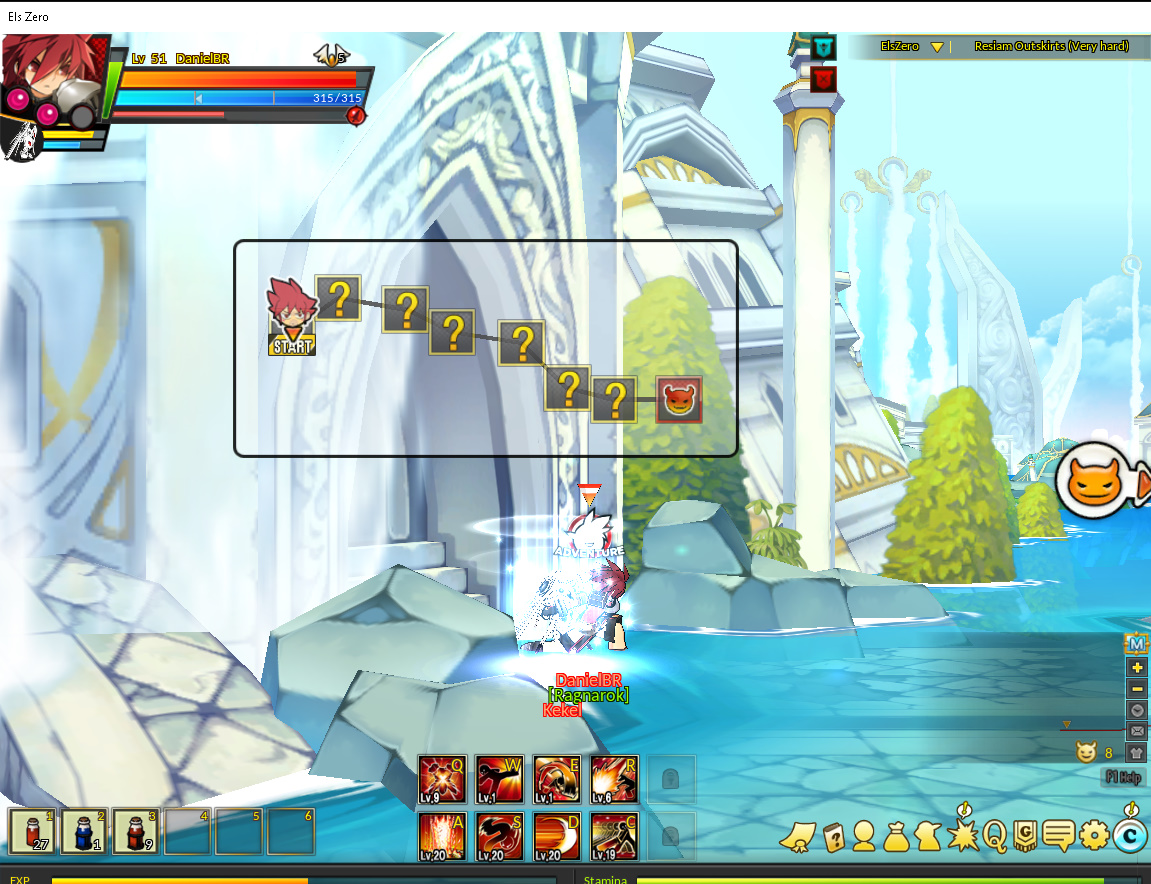 Els Zero
Lv 51 DanielBR
5
ElsZero
Resiam Outskirts (Very hard)
315/315
? ? ? ? ? ?
START
ADVENTURE
DanielBR
[Ragnarok]
Kekel
M
8
F1 Help
Q W E R
Lv,9 Lv,1 Lv,1 Lv,6
1 2 3 4 5 6
27 1 9
A S D C
Lv,20 Lv,20 Lv,20 Lv,19
? Q G C
EXP
Stamina